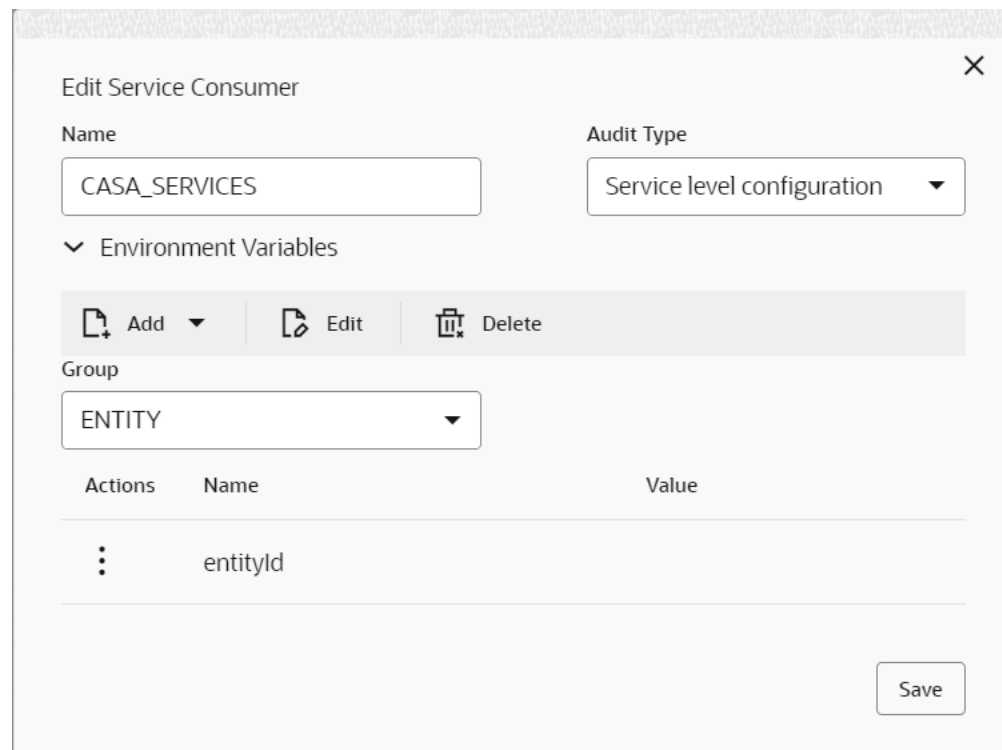 Edit Service Consumer
Name Audit Type
CASA_SERVICES Service level configuration
Environment Variables
Add Edit Delete
Group
ENTITY
Actions Name Value
entityId
Save